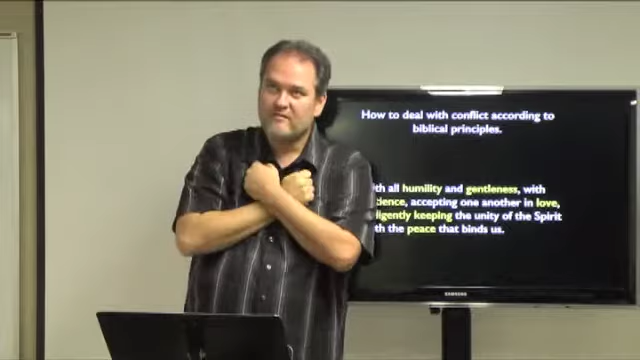 How to deal with conflict according to
biblical principles.
all humility and gentleness, with
accepting one another in love,
keeping the unity of the Spirit
the peace that binds us.
SAMSUNG